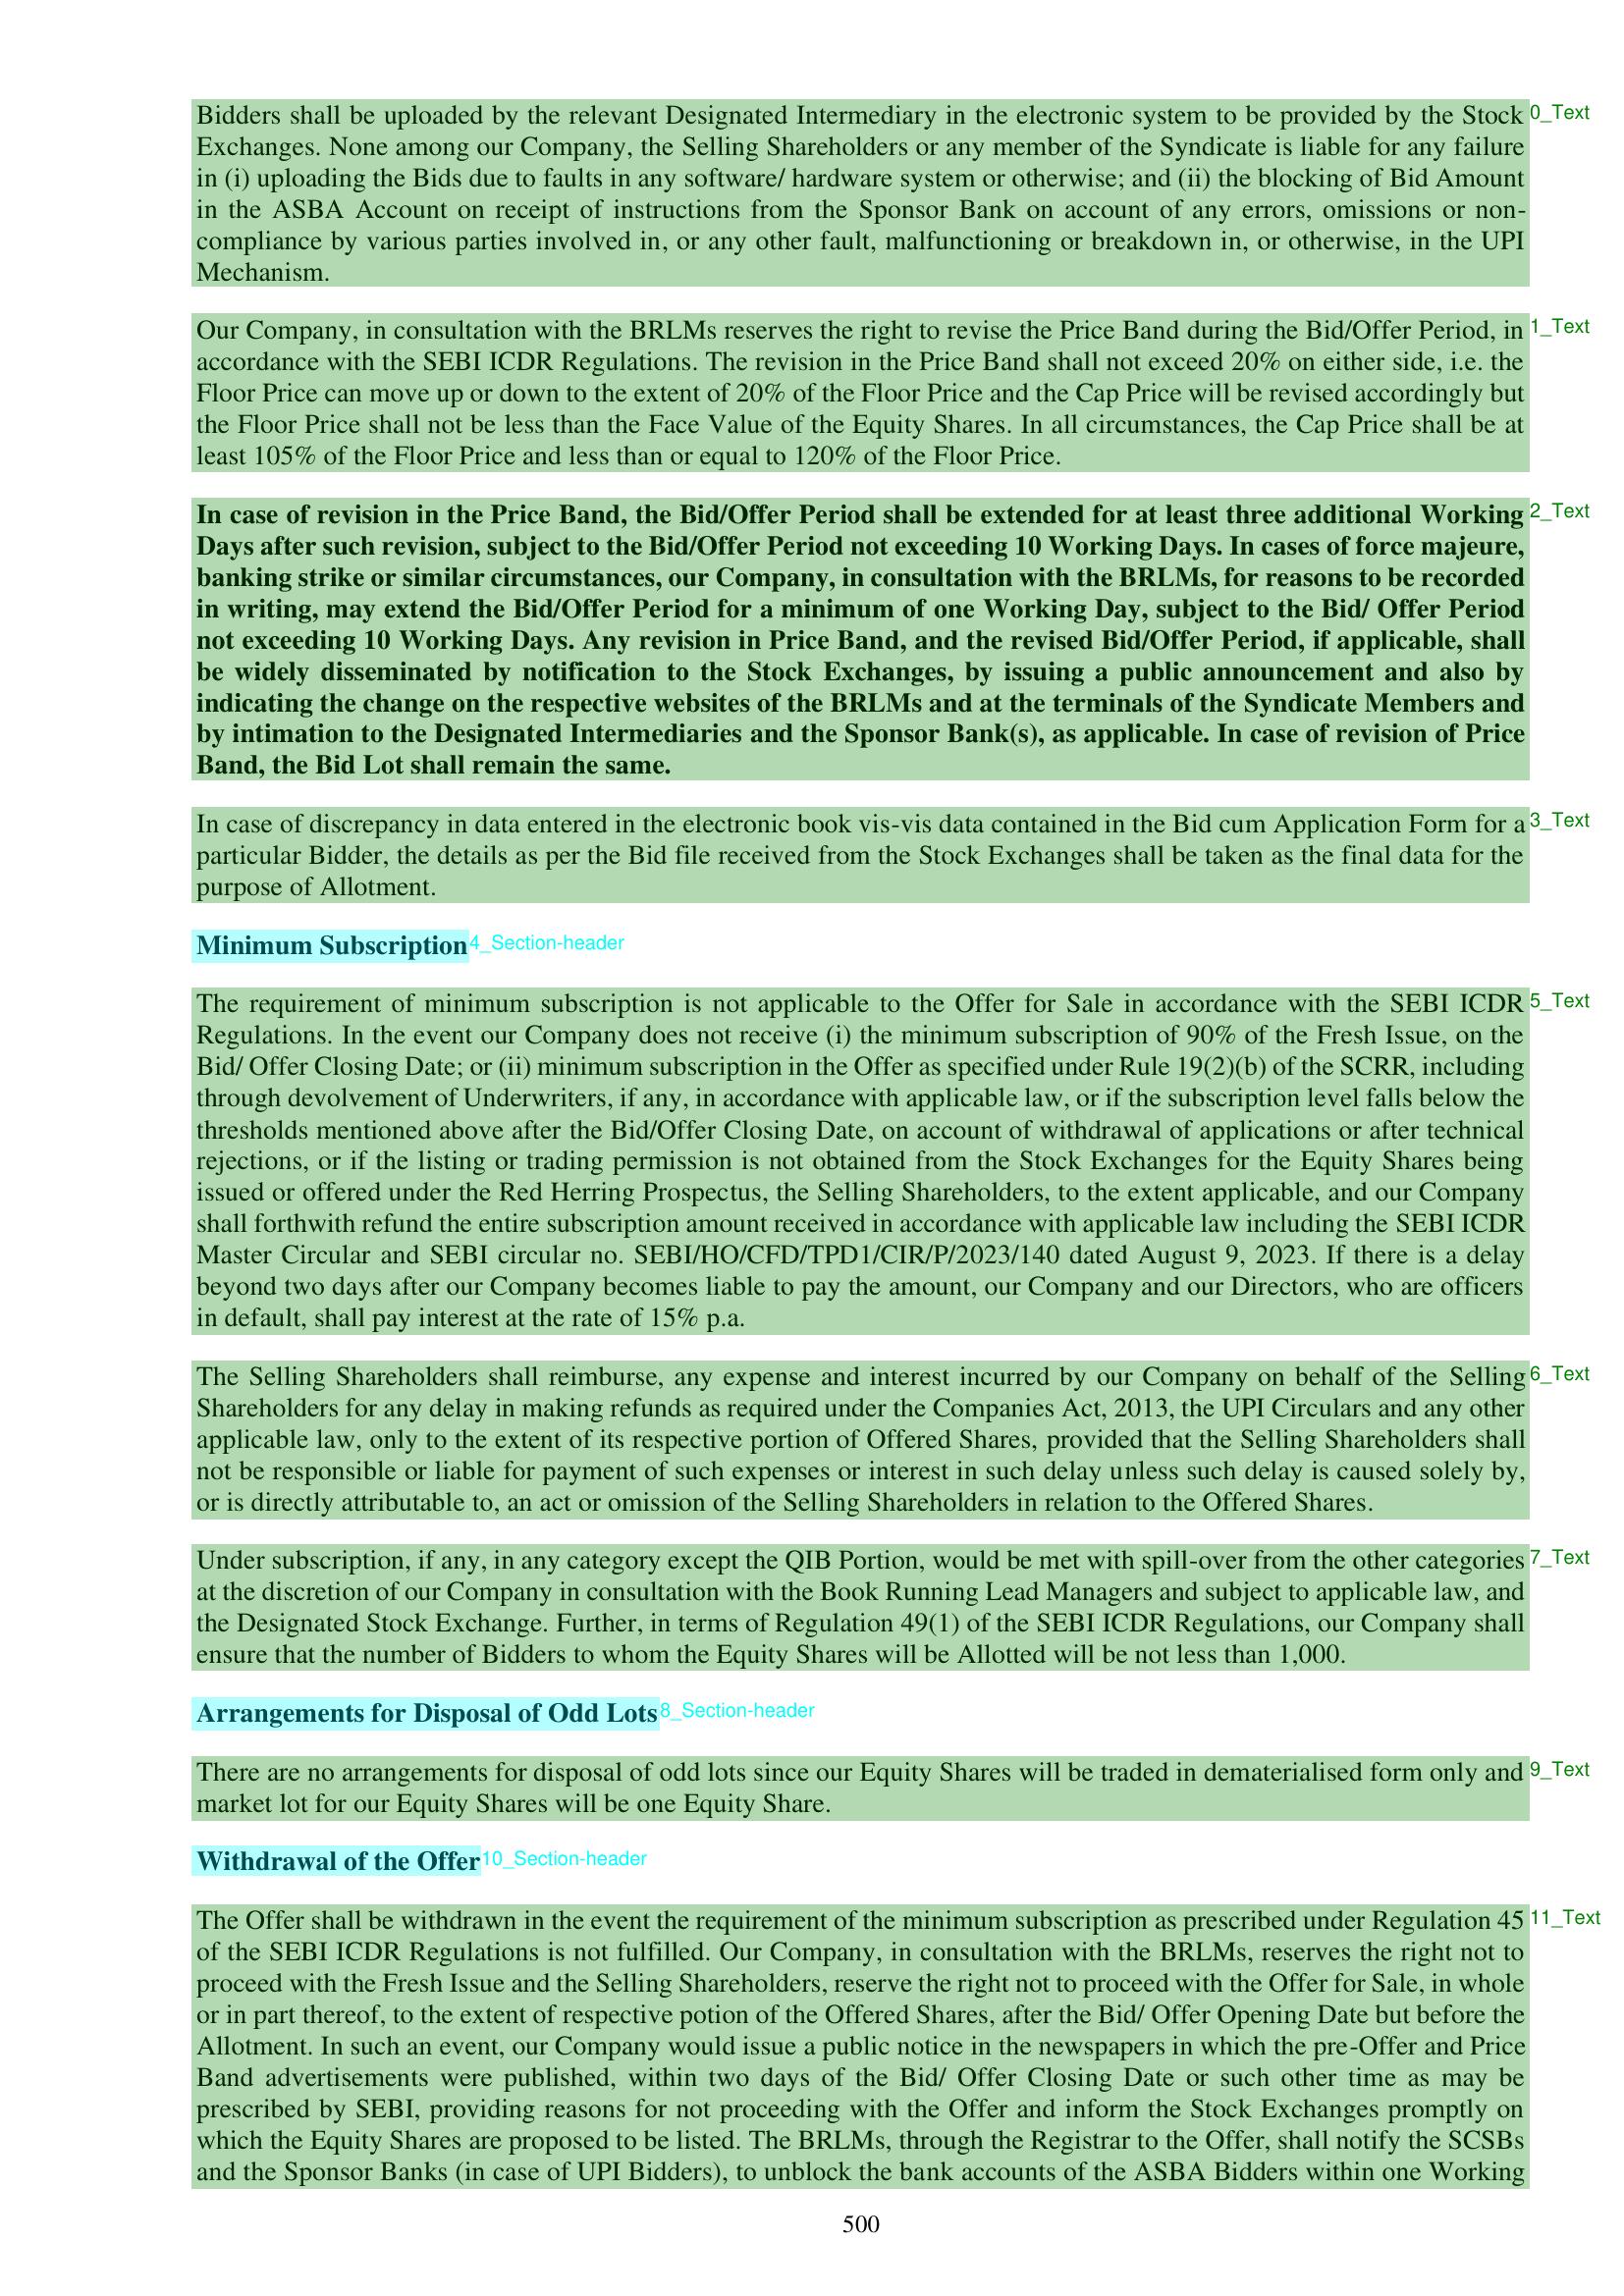 Bidders shall be uploaded by the relevant Designated Intermediary in the electronic system to be provided by the Stock 0_Text
Exchanges. None among our Company, the Selling Shareholders or any member of the Syndicate is liable for any failure
in (i) uploading the Bids due to faults in any software/ hardware system or otherwise; and (ii) the blocking of Bid Amount
in the ASBA Account on receipt of instructions from the Sponsor Bank on account of any errors, omissions or non-
compliance by various parties involved in, or any other fault, malfunctioning or breakdown in, or otherwise, in the UPI
Mechanism.
Our Company, in consultation with the BRLMs reserves the right to revise the Price Band during the Bid/Offer Period, in 1_Text
accordance with the SEBI ICDR Regulations. The revision in the Price Band shall not exceed 20% on either side, i.e. the
Floor Price can move up or down to the extent of 20% of the Floor Price and the Cap Price will be revised accordingly but
the Floor Price shall not be less than the Face Value of the Equity Shares. In all circumstances, the Cap Price shall be at
least 105% of the Floor Price and less than or equal to 120% of the Floor Price.
In case of revision in the Price Band, the Bid/Offer Period shall be extended for at least three additional Working 2_Text
Days after such revision, subject to the Bid/Offer Period not exceeding 10 Working Days. In cases of force majeure,
banking strike or similar circumstances, our Company, in consultation with the BRLMs, for reasons to be recorded
in writing, may extend the Bid/Offer Period for a minimum of one Working Day, subject to the Bid/ Offer Period
not exceeding 10 Working Days. Any revision in Price Band, and the revised Bid/Offer Period, if applicable, shall
be widely disseminated by notification to the Stock Exchanges, by issuing a public announcement and also by
indicating the change on the respective websites of the BRLMs and at the terminals of the Syndicate Members and
by intimation to the Designated Intermediaries and the Sponsor Bank(s), as applicable. In case of revision of Price
Band, the Bid Lot shall remain the same.
In case of discrepancy in data entered in the electronic book vis-vis data contained in the Bid cum Application Form for a 3_Text
particular Bidder, the details as per the Bid file received from the Stock Exchanges shall be taken as the final data for the
purpose of Allotment.
Minimum Subscription 4_Section-header
The requirement of minimum subscription is not applicable to the Offer for Sale in accordance with the SEBI ICDR 5_Text
Regulations. In the event our Company does not receive (i) the minimum subscription of 90% of the Fresh Issue, on the
Bid/ Offer Closing Date; or (ii) minimum subscription in the Offer as specified under Rule 19(2)(b) of the SCRR, including
through devolvement of Underwriters, if any, in accordance with applicable law, or if the subscription level falls below the
thresholds mentioned above after the Bid/Offer Closing Date, on account of withdrawal of applications or after technical
rejections, or if the listing or trading permission is not obtained from the Stock Exchanges for the Equity Shares being
issued or offered under the Red Herring Prospectus, the Selling Shareholders, to the extent applicable, and our Company
shall forthwith refund the entire subscription amount received in accordance with applicable law including the SEBI ICDR
Master Circular and SEBI circular no. SEBI/HO/CFD/TPD1/CIR/P/2023/140 dated August 9, 2023. If there is a delay
beyond two days after our Company becomes liable to pay the amount, our Company and our Directors, who are officers
in default, shall pay interest at the rate of 15% p.a.
The Selling Shareholders shall reimburse, any expense and interest incurred by our Company on behalf of the Selling 6_Text
Shareholders for any delay in making refunds as required under the Companies Act, 2013, the UPI Circulars and any other
applicable law, only to the extent of its respective portion of Offered Shares, provided that the Selling Shareholders shall
not be responsible or liable for payment of such expenses or interest in such delay unless such delay is caused solely by,
or is directly attributable to, an act or omission of the Selling Shareholders in relation to the Offered Shares.
Under subscription, if any, in any category except the QIB Portion, would be met with spill-over from the other categories 7_Text
at the discretion of our Company in consultation with the Book Running Lead Managers and subject to applicable law, and
the Designated Stock Exchange. Further, in terms of Regulation 49(1) of the SEBI ICDR Regulations, our Company shall
ensure that the number of Bidders to whom the Equity Shares will be Allotted will be not less than 1,000.
Arrangements for Disposal of Odd Lots 8_Section-header
There are no arrangements for disposal of odd lots since our Equity Shares will be traded in dematerialised form only and 9_Text
market lot for our Equity Shares will be one Equity Share.
Withdrawal of the Offer 10_Section-header
The Offer shall be withdrawn in the event the requirement of the minimum subscription as prescribed under Regulation 45 11_Text
of the SEBI ICDR Regulations is not fulfilled. Our Company, in consultation with the BRLMs, reserves the right not to
proceed with the Fresh Issue and the Selling Shareholders, reserve the right not to proceed with the Offer for Sale, in whole
or in part thereof, to the extent of respective potion of the Offered Shares, after the Bid/ Offer Opening Date but before the
Allotment. In such an event, our Company would issue a public notice in the newspapers in which the pre-Offer and Price
Band advertisements were published, within two days of the Bid/ Offer Closing Date or such other time as may be
prescribed by SEBI, providing reasons for not proceeding with the Offer and inform the Stock Exchanges promptly on
which the Equity Shares are proposed to be listed. The BRLMs, through the Registrar to the Offer, shall notify the SCSBs
and the Sponsor Banks (in case of UPI Bidders), to unblock the bank accounts of the ASBA Bidders within one Working
500